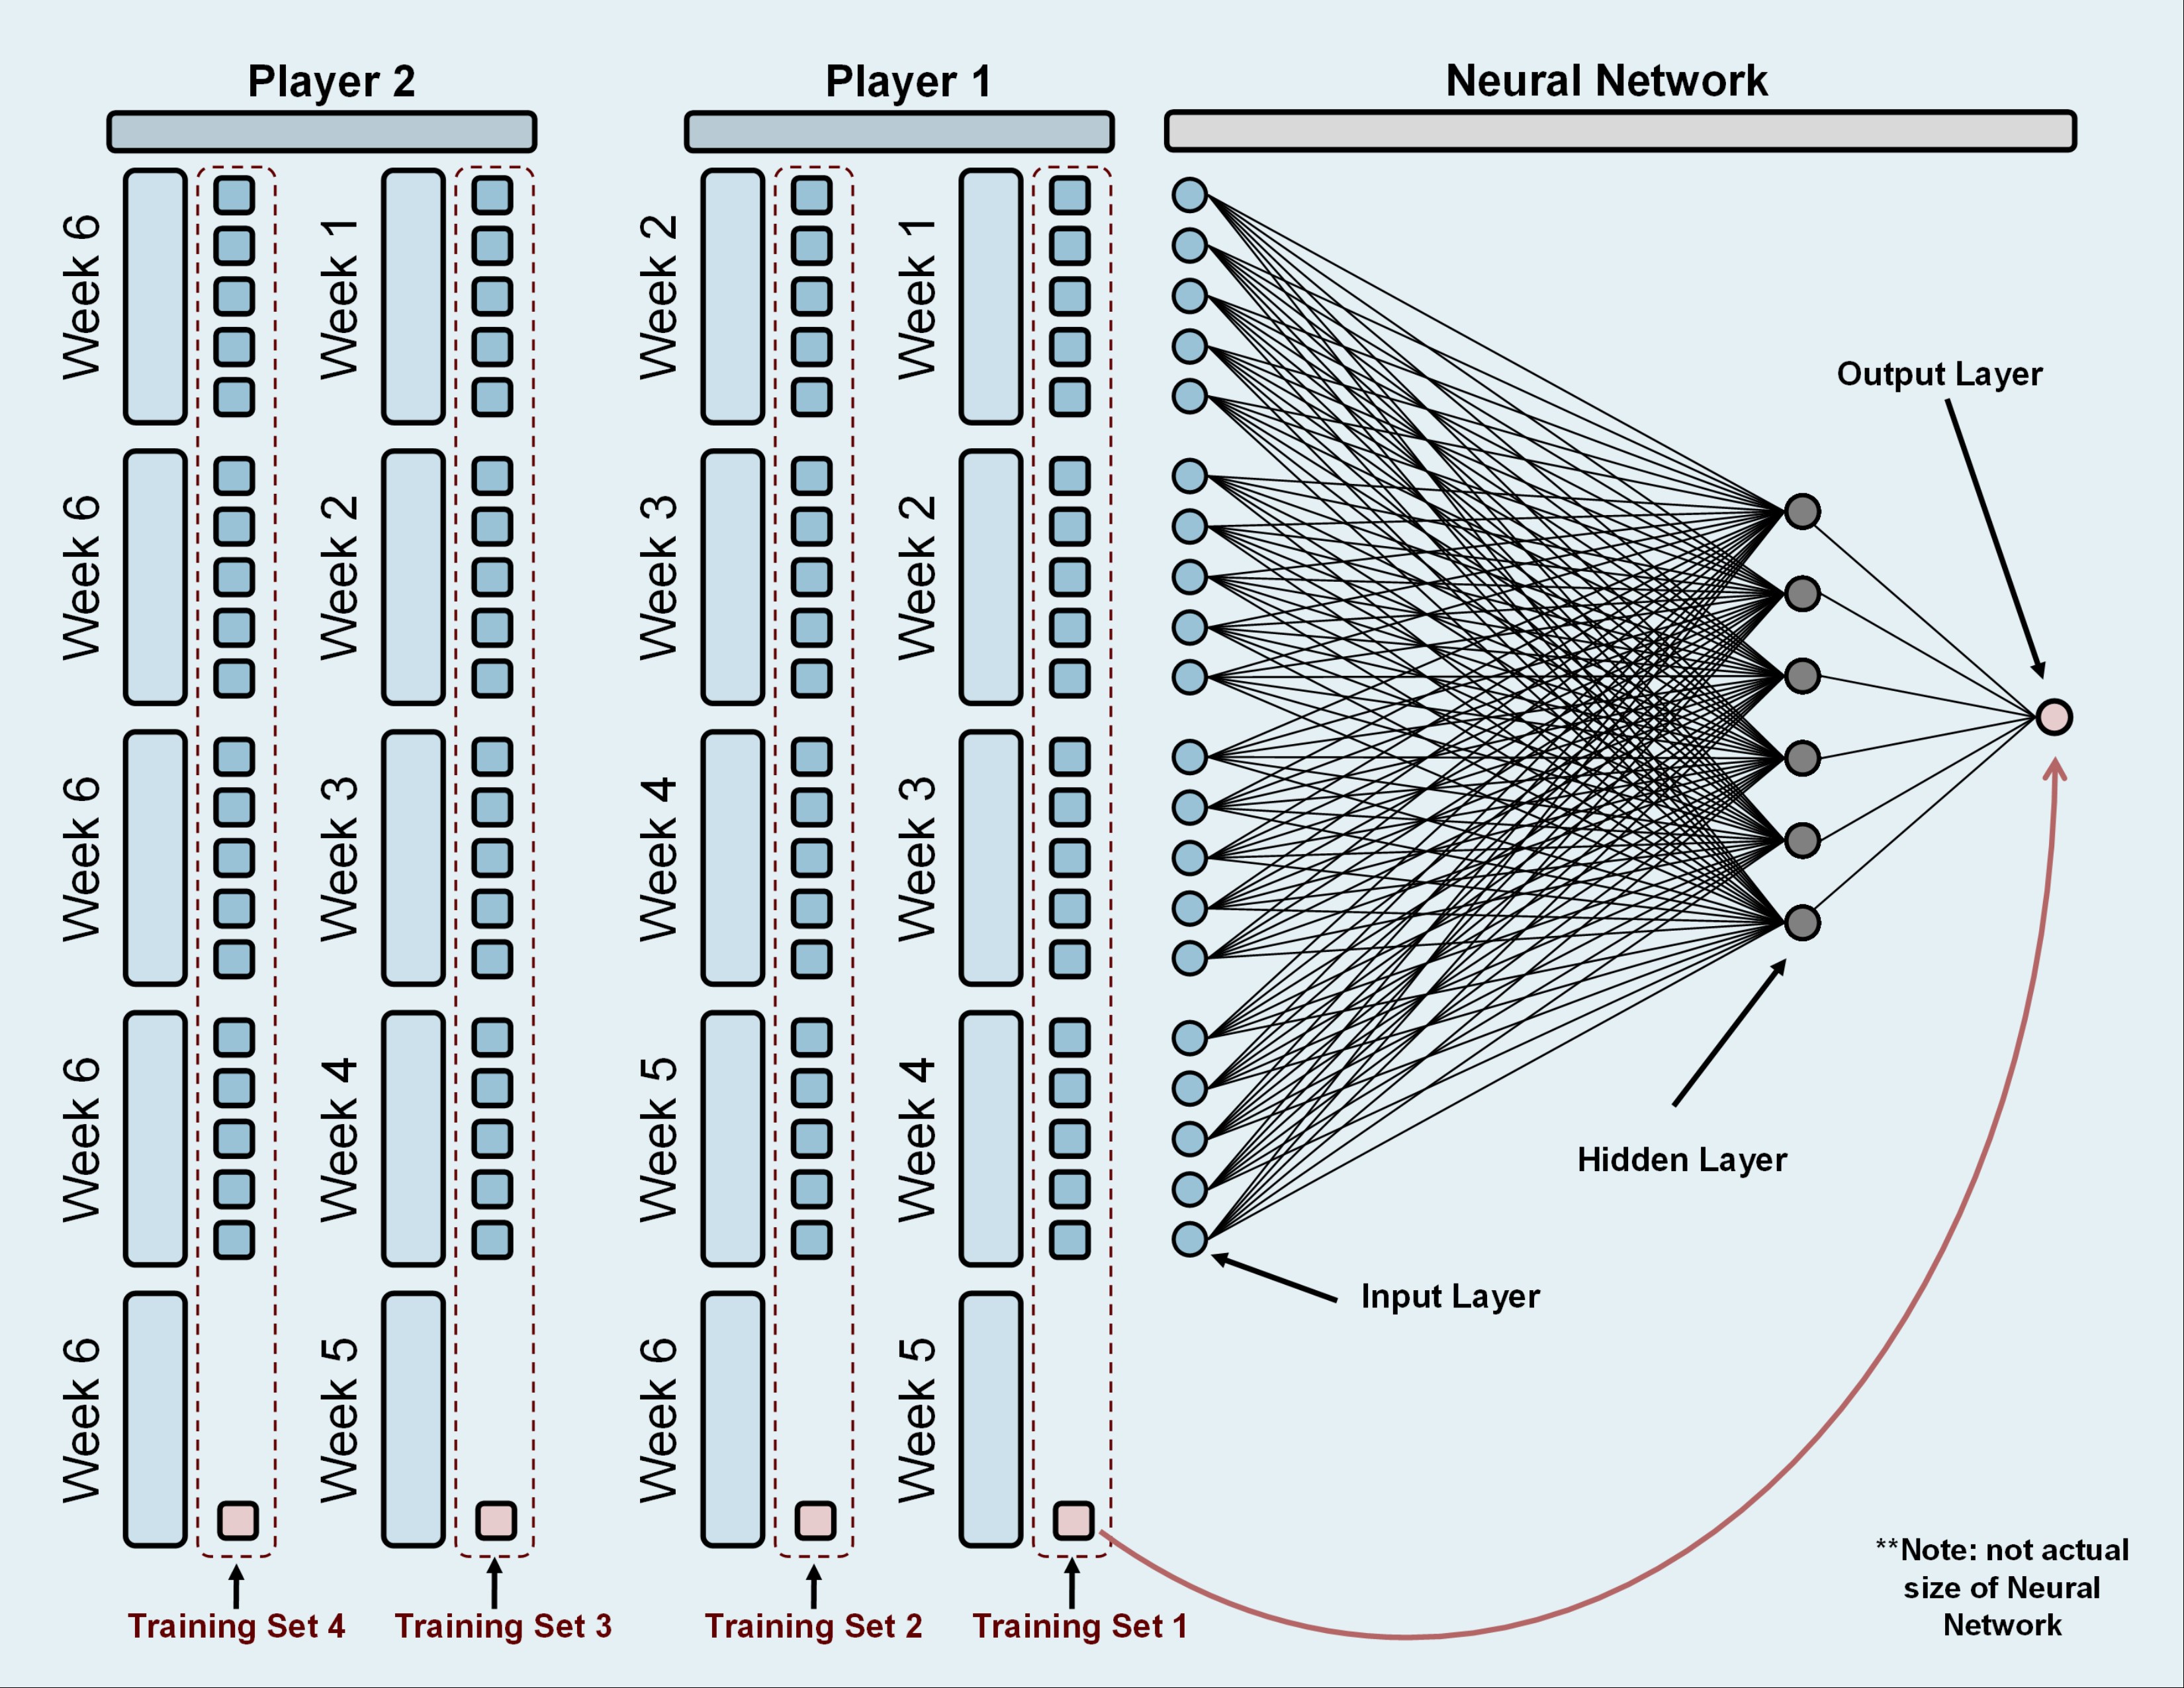 Player 2
Player 1
Neural Network
Week 6
Week 1
Week 2
Week 1
Week 6
Week 2
Week 3
Week 2
Week 6
Week 3
Week 4
Week 3
Week 6
Week 4
Week 5
Week 4
Week 6
Week 5
Week 6
Week 5
Output Layer
Hidden Layer
Input Layer
Training Set 4
Training Set 3
Training Set 2
Training Set 1
**Note: not actual
size of Neural
Network